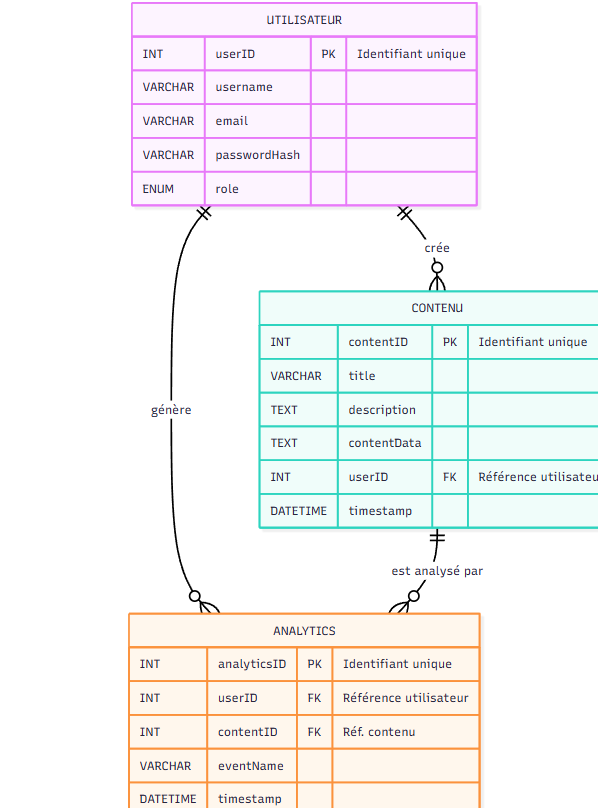 UTILISATEUR
INT userID PK Identifiant unique
VARCHAR username
VARCHAR email
VARCHAR passwordHash
ENUM role
crée
CONTENU
INT contentID PK Identifiant unique
VARCHAR title
TEXT description
génère
TEXT contentData
INT userID FK Référence utilisateu
DATETIME timestamp
est analysé par
ANALYTICS
INT analyticsID PK Identifiant unique
INT userID FK Référence utilisateur
INT contentID FK Réf. contenu
VARCHAR eventName
DATETIME timestamp